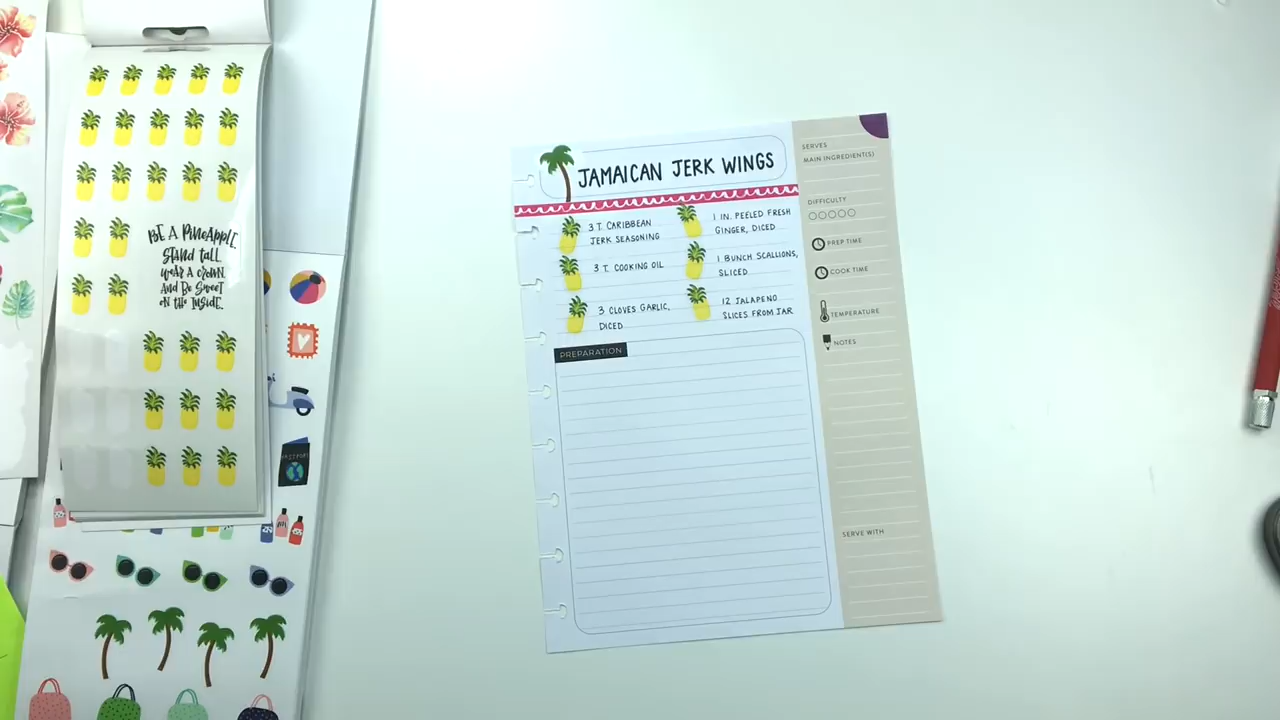 BE A PINEAPPLE.
STAND tALL.
WEAR A CROWN.
AND BE SWEET
ON tHE INSIDE.
JAMAICAN JERK WINGS
3 T. CARIBBEAN
JERK SEASONING
3 T. COOKING OIL
3 CLOVES GARLIC,
DICED
1 IN. PEELED FRESH
GINGER, DICED
1 BUNCH SCALLIONS,
SLICED
12 JALAPENO
SLICES FROM JAR
PREPARATION
SERVES
MAIN INGREDIENT(S)
DIFFICULTY
PREP TIME
COOK TIME
TEMPERATURE
NOTES
SERVE WITH